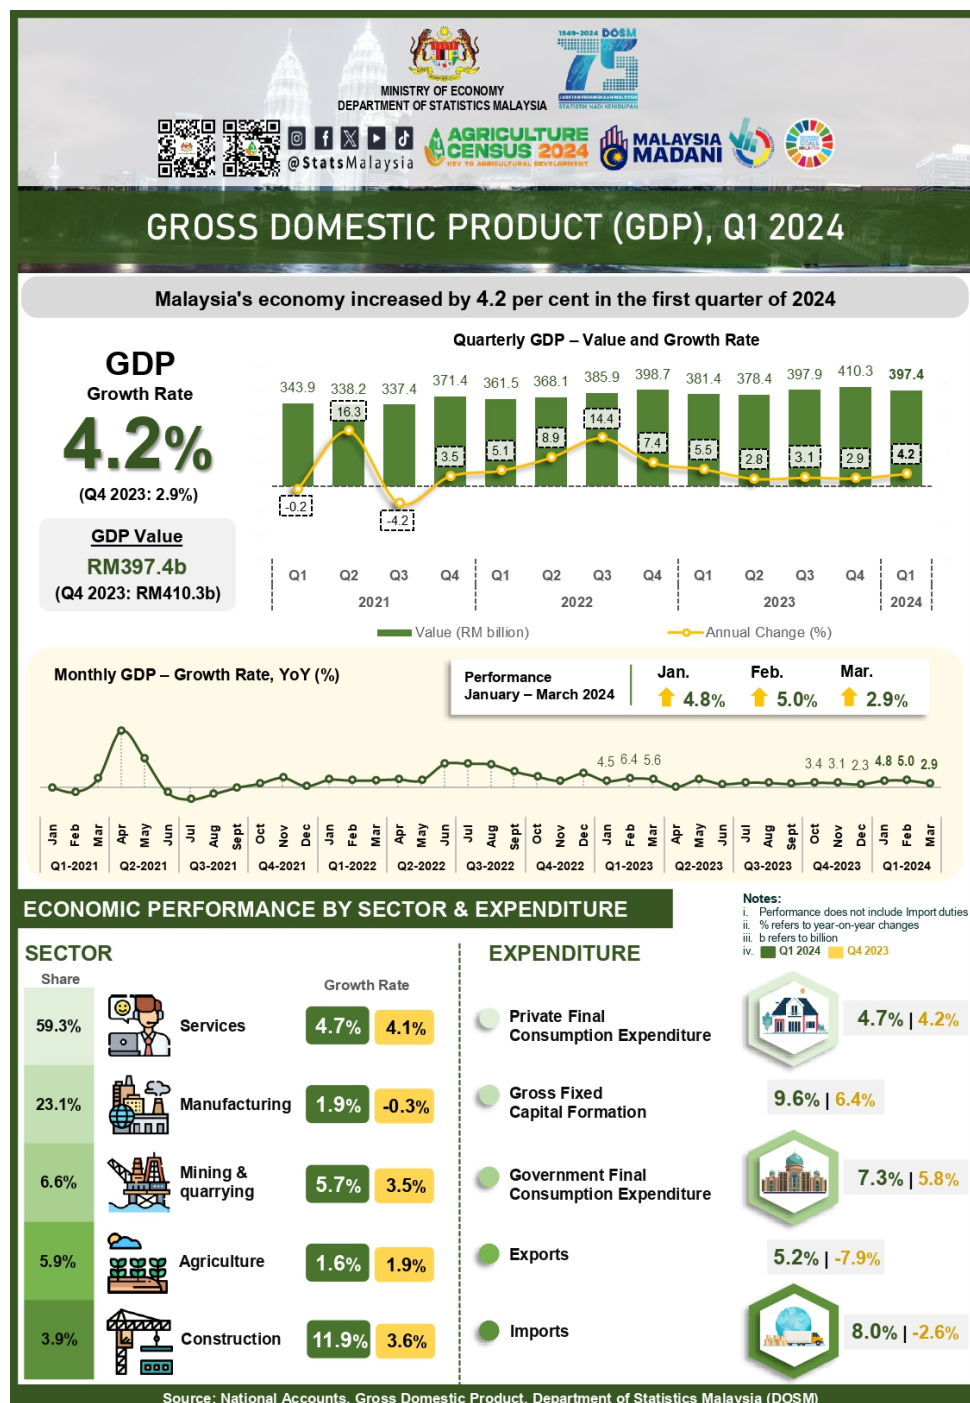 MINISTRY OF ECONOMY
DEPARTMENT OF STATISTICS MALAYSIA
1949-2024 DOSM
75
STATISTIK NADI KEHIDUPAN
@StatsMalaysia
AGRICULTURE
CENSUS 2024
KEY TO AGRICULTURAL DEVELOPMENT
MALAYSIA
MADANI
GROSS DOMESTIC PRODUCT (GDP), Q1 2024
Malaysia's economy increased by 4.2 per cent in the first quarter of 2024
GDP
Growth Rate
4.2%
(Q4 2023: 2.9%)
GDP Value
RM397.4b
(Q4 2023: RM410.3b)
Quarterly GDP – Value and Growth Rate
343.9 338.2 337.4 371.4 361.5 368.1 385.9 398.7 381.4 378.4 397.9 410.3 397.4
-0.2 16.3 -4.2 3.5 5.1 8.9 14.4 7.4 5.5 2.8 3.1 2.9 4.2
Q1 Q2 Q3 Q4 Q1 Q2 Q3 Q4 Q1 Q2 Q3 Q4 Q1
2021 2022 2023 2024
Value (RM billion) Annual Change (%)
Monthly GDP – Growth Rate, YoY (%)
Performance
January – March 2024
Jan. Feb. Mar.
4.8% 5.0% 2.9%
4.5 6.4 5.6 3.4 3.1 2.3 4.8 5.0 2.9
Jan Feb Mar Apr May Jun Jul Aug Sept Oct Nov Dec Jan Feb Mar Apr May Jun Jul Aug Sept Oct Nov Dec Jan Feb Mar Apr May Jun Jul Aug Sept Oct Nov Dec Jan Feb Mar
Q1-2021 Q2-2021 Q3-2021 Q4-2021 Q1-2022 Q2-2022 Q3-2022 Q4-2022 Q1-2023 Q2-2023 Q3-2023 Q4-2023 Q1-2024
ECONOMIC PERFORMANCE BY SECTOR & EXPENDITURE
Notes:
i. Performance does not include Import duties
ii. % refers to year-on-year changes
iii. b refers to billion
iv. Q1 2024 Q4 2023
SECTOR
Share
Growth Rate
59.3% Services 4.7% 4.1%
23.1% Manufacturing 1.9% -0.3%
6.6% Mining &
quarrying 5.7% 3.5%
5.9% Agriculture 1.6% 1.9%
3.9% Construction 11.9% 3.6%
EXPENDITURE
Private Final
Consumption Expenditure
4.7% | 4.2%
Gross Fixed
Capital Formation
9.6% | 6.4%
Government Final
Consumption Expenditure
7.3% | 5.8%
Exports
5.2% | -7.9%
Imports
8.0% | -2.6%
Source: National Accounts, Gross Domestic Product, Department of Statistics Malaysia (DOSM)